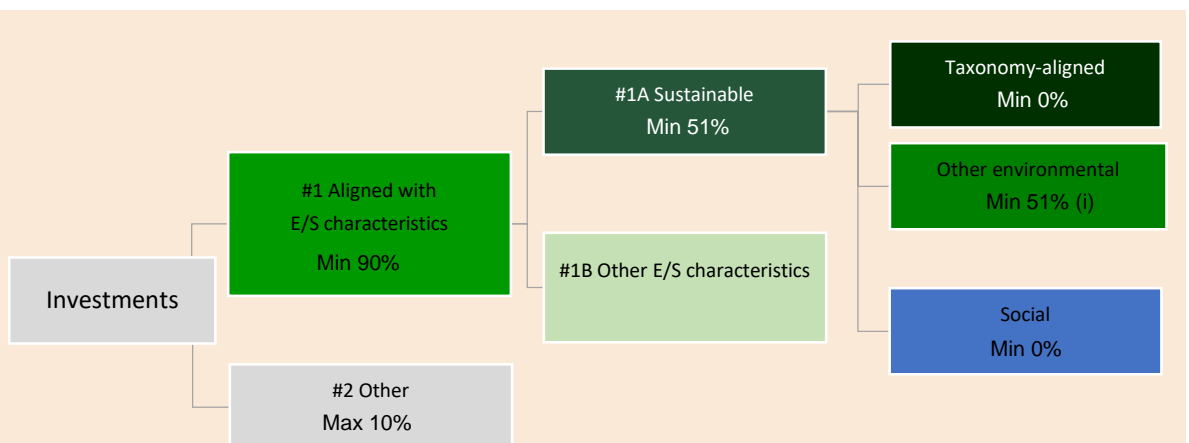 Investments
#1 Aligned with
E/S characteristics
Min 90%
#2 Other
Max 10%
#1A Sustainable
Min 51%
#1B Other E/S characteristics
Taxonomy-aligned
Min 0%
Other environmental
Min 51% (i)
Social
Min 0%